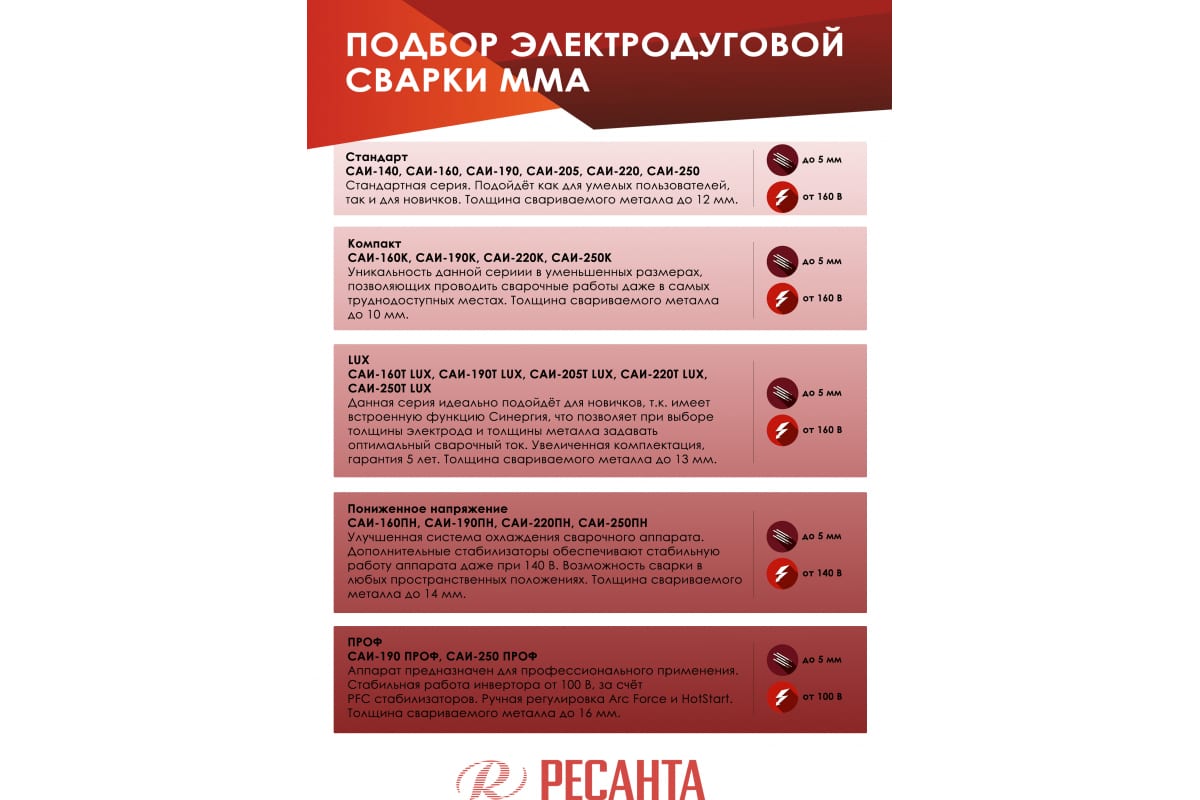 ПОДБОР ЭЛЕКТРОДУГОВОЙ
СВАРКИ ММА
Стандарт
САИ-140, САИ-160, САИ-190, САИ-205, САИ-220, САИ-250
Стандартная серия. Подойдёт как для умелых пользователей,
так и для новичков. Толщина свариваемого металла до 12 мм.
до 5 мм
от 160 В
Компакт
САИ-160К, САИ-190К, САИ-220К, САИ-250К
Уникальность данной сериии в уменьшенных размерах,
позволяющих проводить сварочные работы даже в самых
труднодоступных местах. Толщина свариваемого металла
до 10 мм.
до 5 мм
от 160 В
LUX
САИ-160Т LUX, САИ-190Т LUX, САИ-205Т LUX, САИ-220Т LUX,
САИ-250Т LUX
Данная серия идеально подойдёт для новичков, т.к. имеет
встроенную функцию Синергия, что позволяет при выборе
толщины электрода и толщины металла задавать
оптимальный сварочный ток. Увеличенная комплектация,
гарантия 5 лет. Толщина свариваемого металла до 13 мм.
до 5 мм
от 160 В
Пониженное напряжение
САИ-160ПН, САИ-190ПН, САИ-220ПН, САИ-250ПН
Улучшенная система охлаждения сварочного аппарата.
Дополнительные стабилизаторы обеспечивают стабильную
работу аппарата даже при 140 В. Возможность сварки в
любых пространственных положениях. Толщина свариваемого
металла до 14 мм.
до 5 мм
от 140 В
ПРОФ
САИ-190 ПРОФ, САИ-250 ПРОФ
Аппарат предназначен для профессионального применения.
Стабильная работа инвертора от 100 В, за счёт
PFC стабилизаторов. Ручная регулировка Arc Force и HotStart.
Толщина свариваемого металла до 16 мм.
до 5 мм
от 100 В
R РЕСАНТА